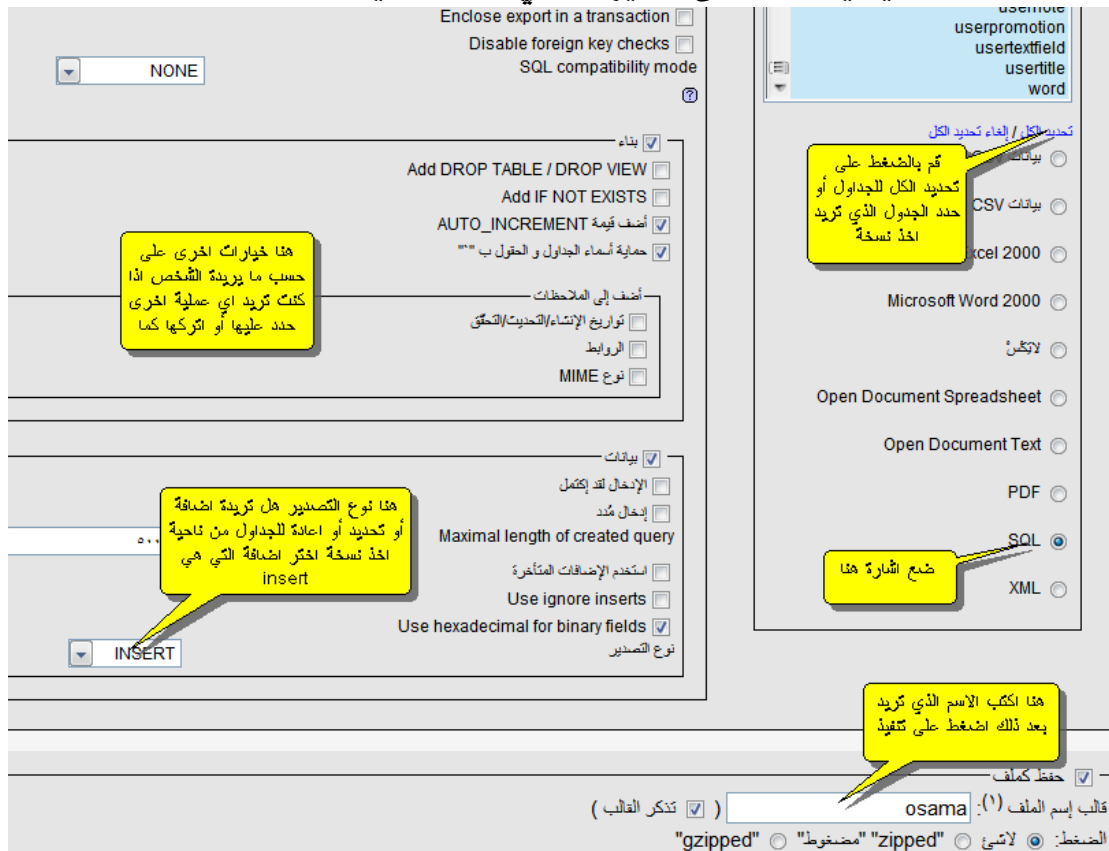 usernote
userpromotion
usertextfield
usertitle
word
تحديد الكل / إلغاء تحديد الكل
بيانات
بيانات CSV
xcel 2000
Microsoft Word 2000
لاتِكْسْ
Open Document Spreadsheet
Open Document Text
PDF
SQL
XML
قم بالضغط على
تحديد الكل للجداول أو
حدد الجدول الذي تريد
اخذ نسخة
ضع اشارة هنا
Enclose export in a transaction
Disable foreign key checks
SQL compatibility mode
NONE
بناء
Add DROP TABLE / DROP VIEW
Add IF NOT EXISTS
أضف قيمة AUTO_INCREMENT
حماية أسماء الجداول و الحقول ب "`"
أضف إلى الملاحظات
تواريخ الإنشاء/التحديث/التحقق
الروابط
نوع MIME
هنا خيارات اخرى على
حسب ما يريدة الشخص اذا
كنت تريد اي عملية اخرى
حدد عليها أو اتركها كما
بيانات
الإدخال لقد إكتمل
إدخال مُدد
Maximal length of created query
استخدم الإضافات المتأخرة
Use ignore inserts
Use hexadecimal for binary fields
نوع التصدير
INSERT
هنا نوع التصدير هل تريدة اضافة
أو تحديد أو اعادة للجداول من ناحية
اخذ نسخة اختر اضافة التي هي
insert
هنا اكتب الاسم الذي تريد
بعد ذلك اضغط على تنفيذ
حفظ كملف
قالب إسم الملف (١): osama ( تذكر القالب )
الضغط: لاشئ "zipped" "مضغوط" "gzipped"